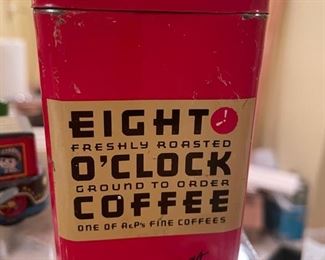 EIGHT
FRESHLY ROASTED
O'CLOCK
GROUND TO ORDER
COFFEE
ONE OF A&P's FINE COFFEES